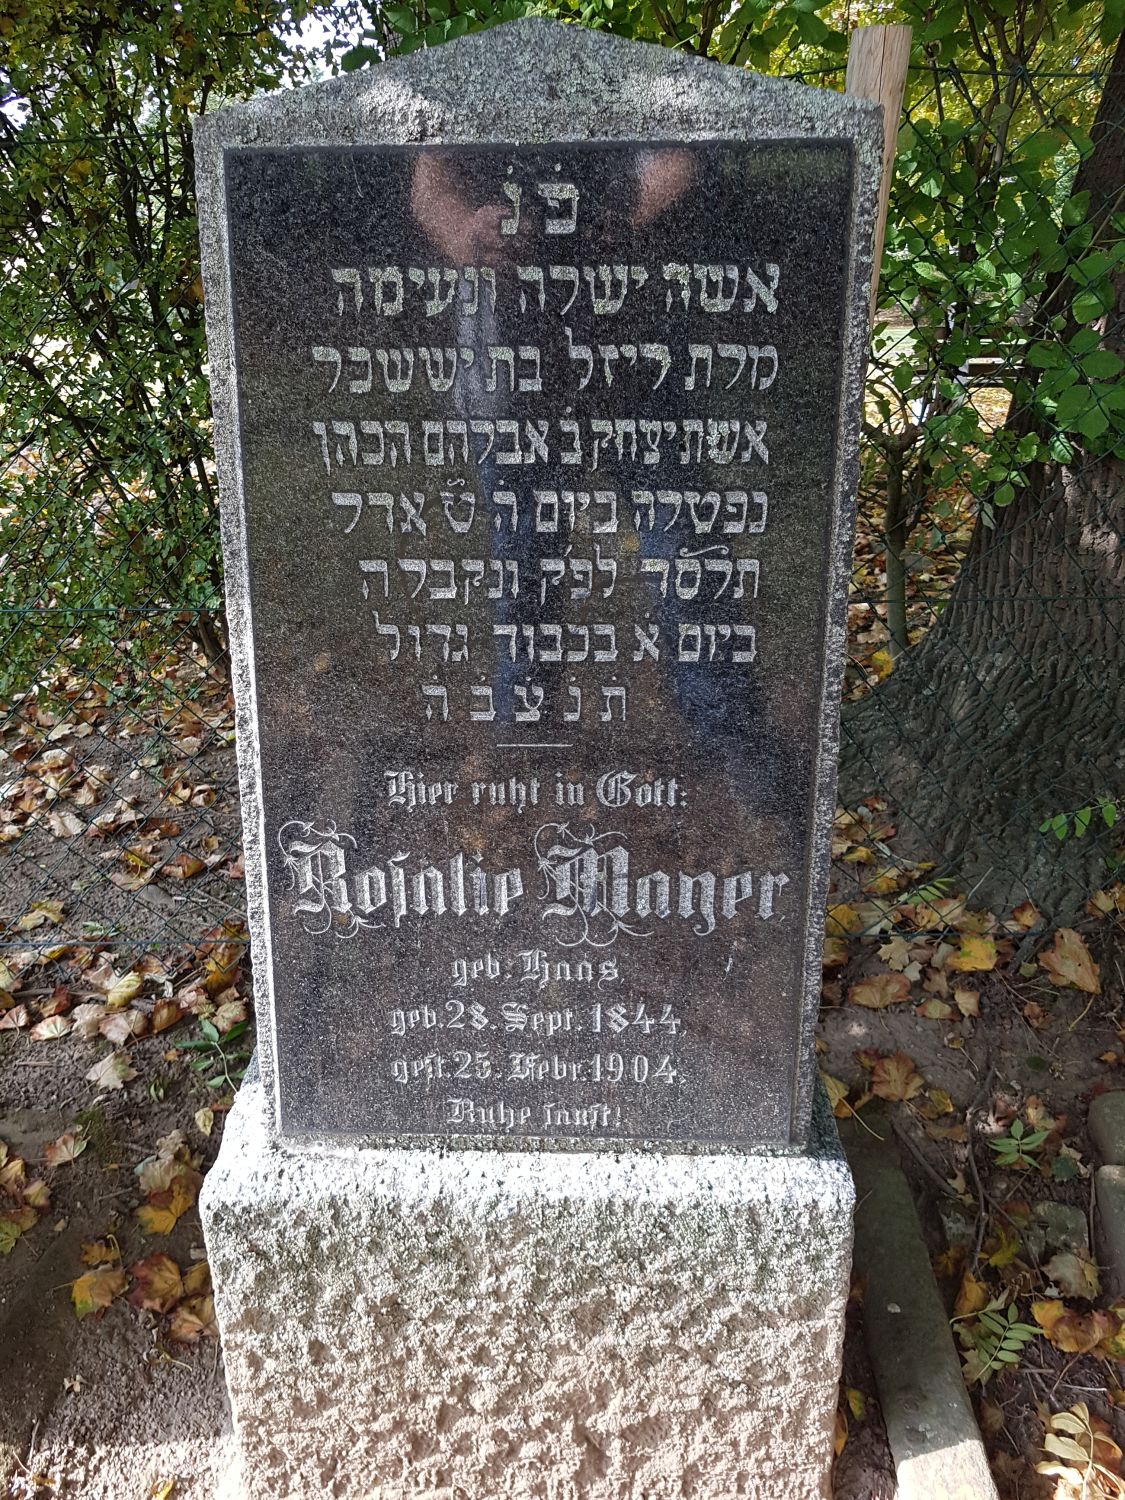 פׄ נׄ
אשה ישרה ונעימה
מרת ריזל בת יששכר
אשת יצחק בׄ אברהם הכהן
נפטרה ביום הׄ ט׳ אדר
תרסד לפ׳ק ונקברה
ביום אׄ בכבוד גדול
תׄ נׄ צׄ בׄ הׄ
Hier ruht in Gott:
Rosalie Mayer
geb. Haas,
geb. 28. Sept. 1844,
gest. 25. Febr. 1904.
Ruhe sanft!